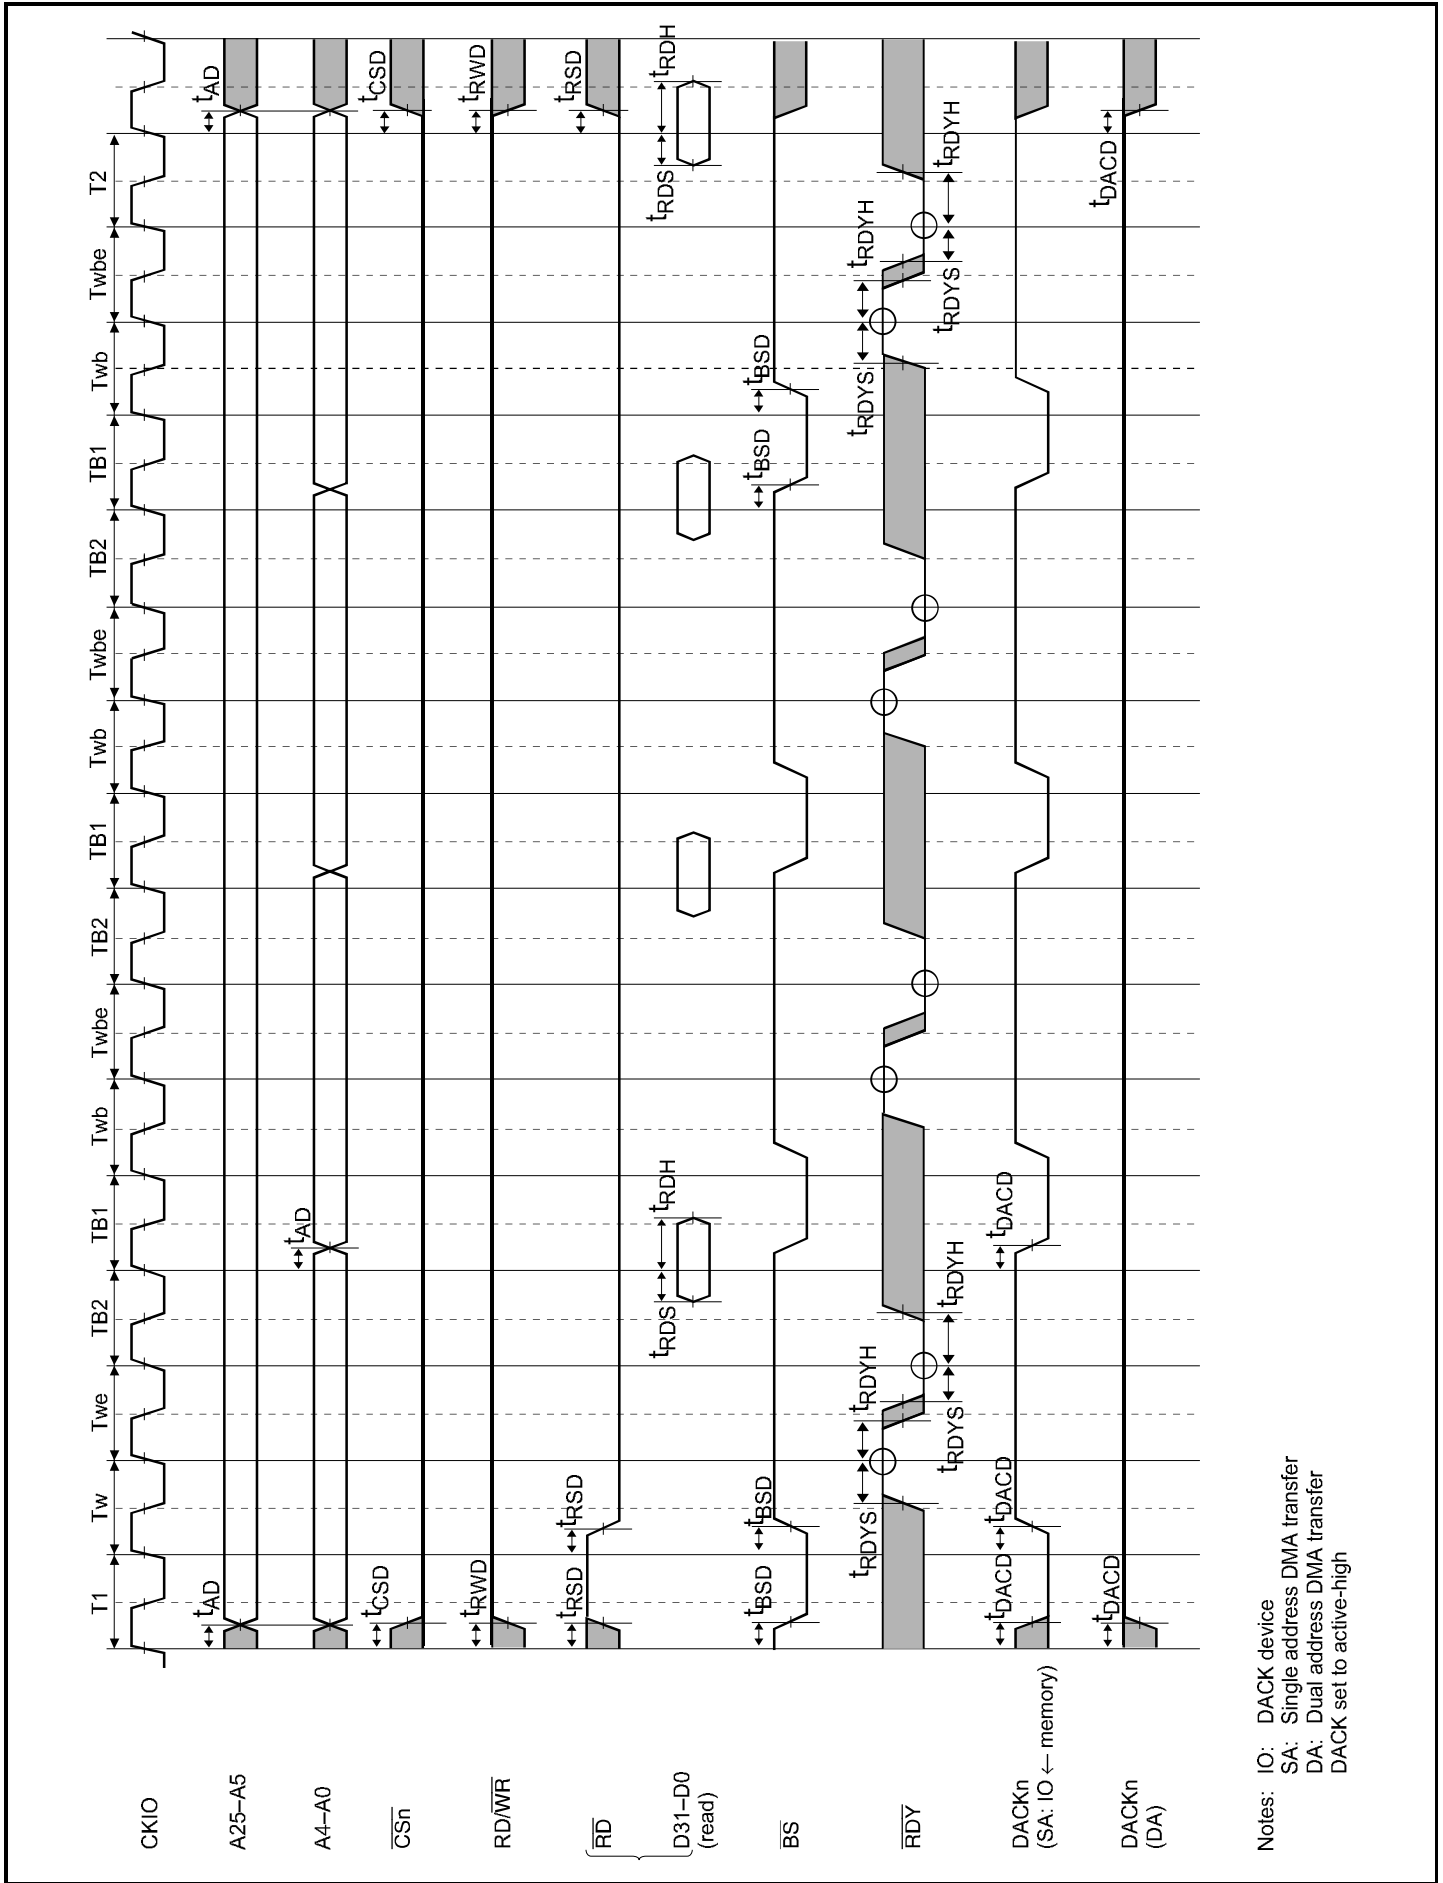 T1 Tw Twe TB2 TB1 Twb Twbe TB2 TB1 Twb Twbe TB2 TB1 Twb Twbe T2
CKIO
A25–A5
tAD tAD
A4–A0
tAD
CSn
tCSD tCSD
RD/WR
tRWD tRWD
RD
tRSD tRSD tRSD
D31–D0
(read)
tRDS tRDH tRDS tRDH
BS
tBSD tBSD tBSD tBSD
RDY
tRDYS tRDYH tRDYS tRDYH
tRDYS tRDYH tRDYS tRDYH
DACKn
(SA: IO ← memory)
tDACD tDACD tDACD
DACKn
(DA)
tDACD tDACD
Notes: IO: DACK device
SA: Single address DMA transfer
DA: Dual address DMA transfer
DACK set to active-high